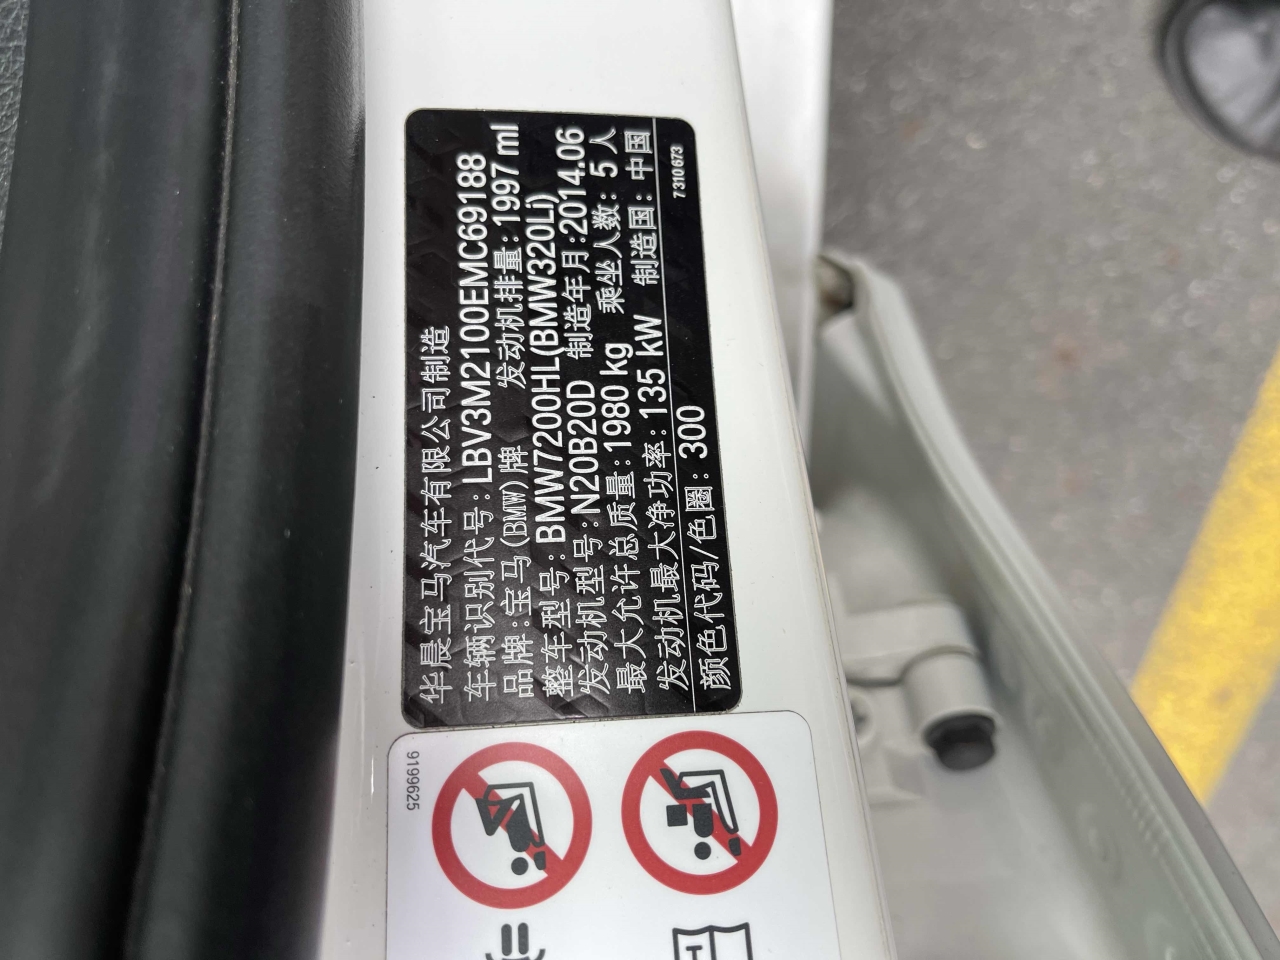 华晨宝马汽车有限公司制造
车辆识别代号:LBV3M2100EMC69188
品牌:宝马(BMW)牌 发动机排量:1997 ml
整车型号:BMW7200HL(BMW320Li)
发动机型号:N20B20D 制造年月:2014.06
最大允许总质量:1980 kg 乘坐人数: 5 人
发动机最大净功率:135 kW 制造国: 中国
颜色代码/色圈: 300 7310673
9199625